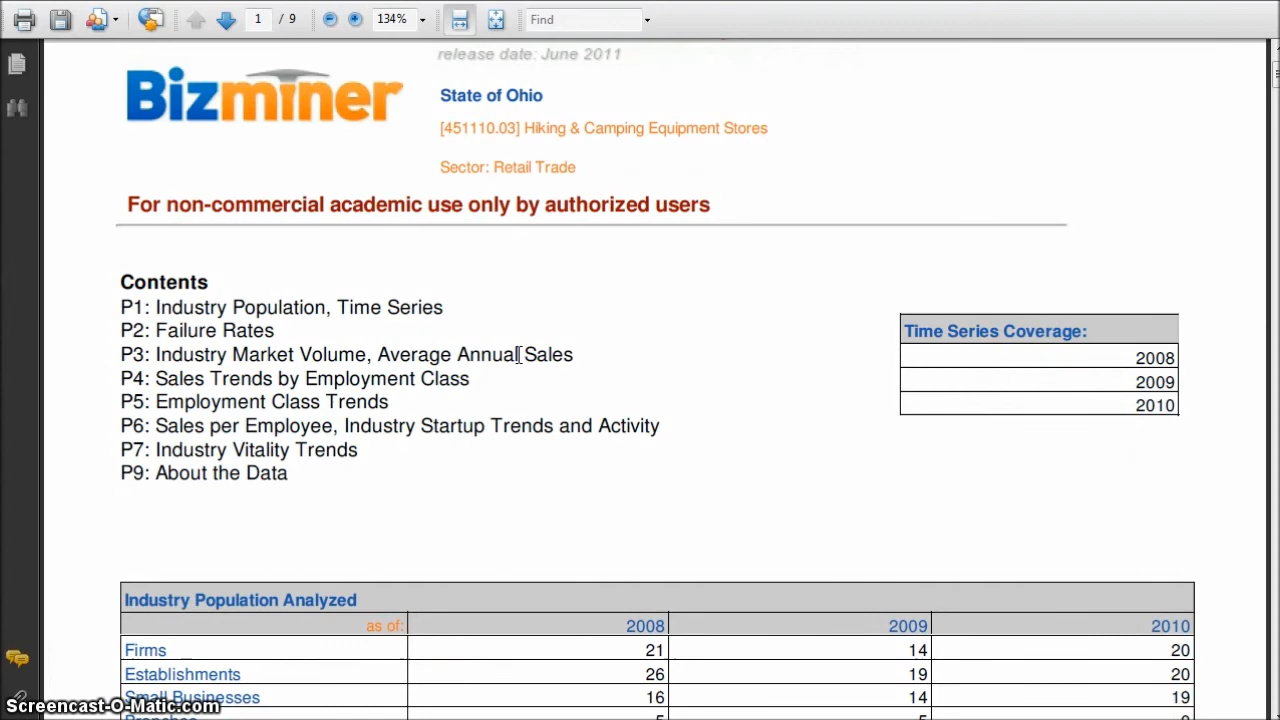 1 / 9 134% Find
release date: June 2011
Bizminer
State of Ohio
[451110.03] Hiking & Camping Equipment Stores
Sector: Retail Trade
For non-commercial academic use only by authorized users
Contents
P1: Industry Population, Time Series
P2: Failure Rates
P3: Industry Market Volume, Average Annual Sales
P4: Sales Trends by Employment Class
P5: Employment Class Trends
P6: Sales per Employee, Industry Startup Trends and Activity
P7: Industry Vitality Trends
P9: About the Data
Time Series Coverage:
2008
2009
2010
Industry Population Analyzed
as of: 2008 2009 2010
Firms 21 14 20
Establishments 26 19 20
Small Businesses 16 14 19
Screencast-O-Matic.com